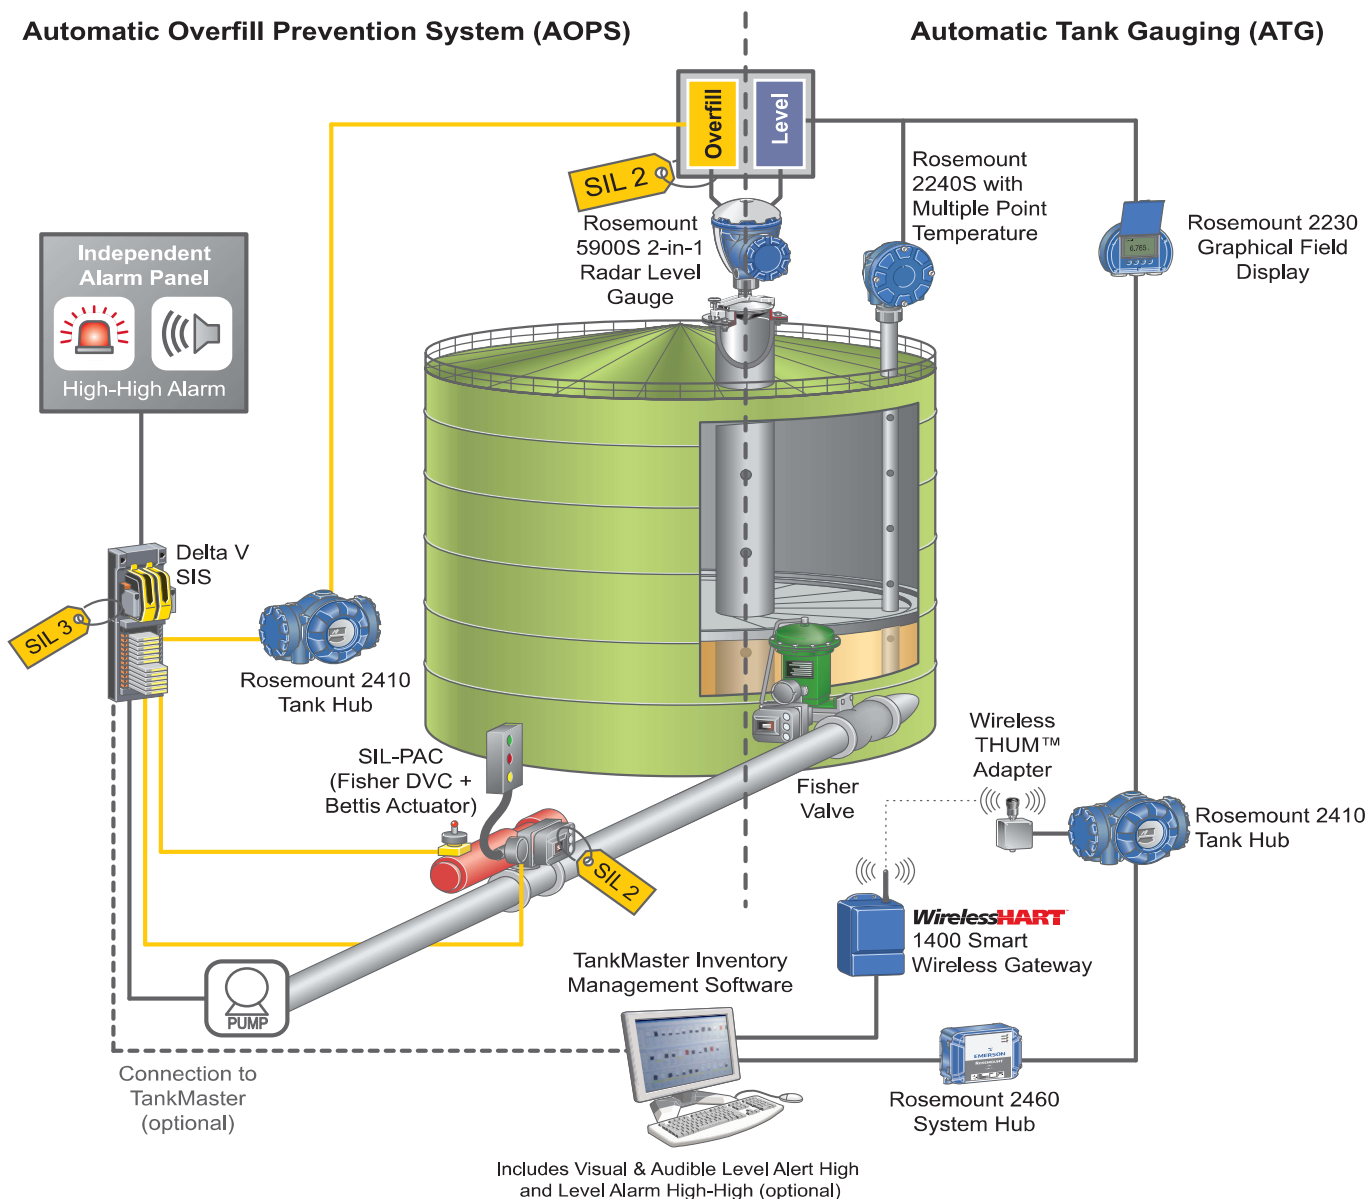 Automatic Overfill Prevention System (AOPS)
Automatic Tank Gauging (ATG)
Overfill
Level
SIL 2
Rosemount
5900S 2-in-1
Radar Level
Gauge
Rosemount
2240S with
Multiple Point
Temperature
Rosemount 2230
Graphical Field
Display
Independent
Alarm Panel
High-High Alarm
Delta V
SIS
SIL 3
Rosemount 2410
Tank Hub
SIL-PAC
(Fisher DVC +
Bettis Actuator)
SIL 2
Fisher
Valve
Wireless
THUM™
Adapter
Rosemount 2410
Tank Hub
WirelessHART
1400 Smart
Wireless Gateway
PUMP
TankMaster Inventory
Management Software
EMERSON
Rosemount 2460
System Hub
Connection to
TankMaster
(optional)
Includes Visual & Audible Level Alert High
and Level Alarm High-High (optional)